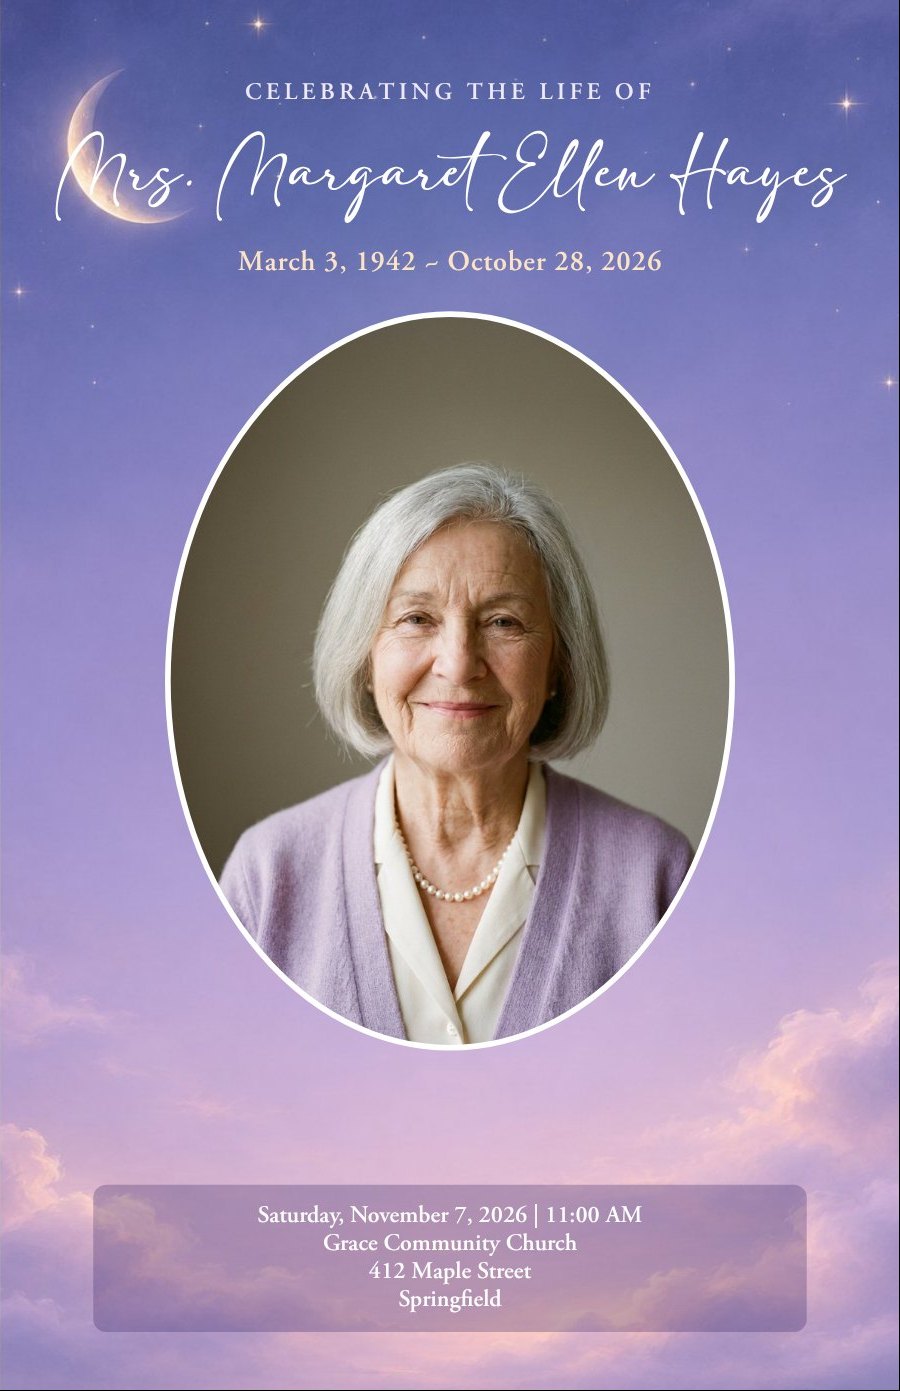 CELEBRATING THE LIFE OF
Mrs. Margaret Ellen Hayes
March 3, 1942 ~ October 28, 2026
Saturday, November 7, 2026 | 11:00 AM
Grace Community Church
412 Maple Street
Springfield